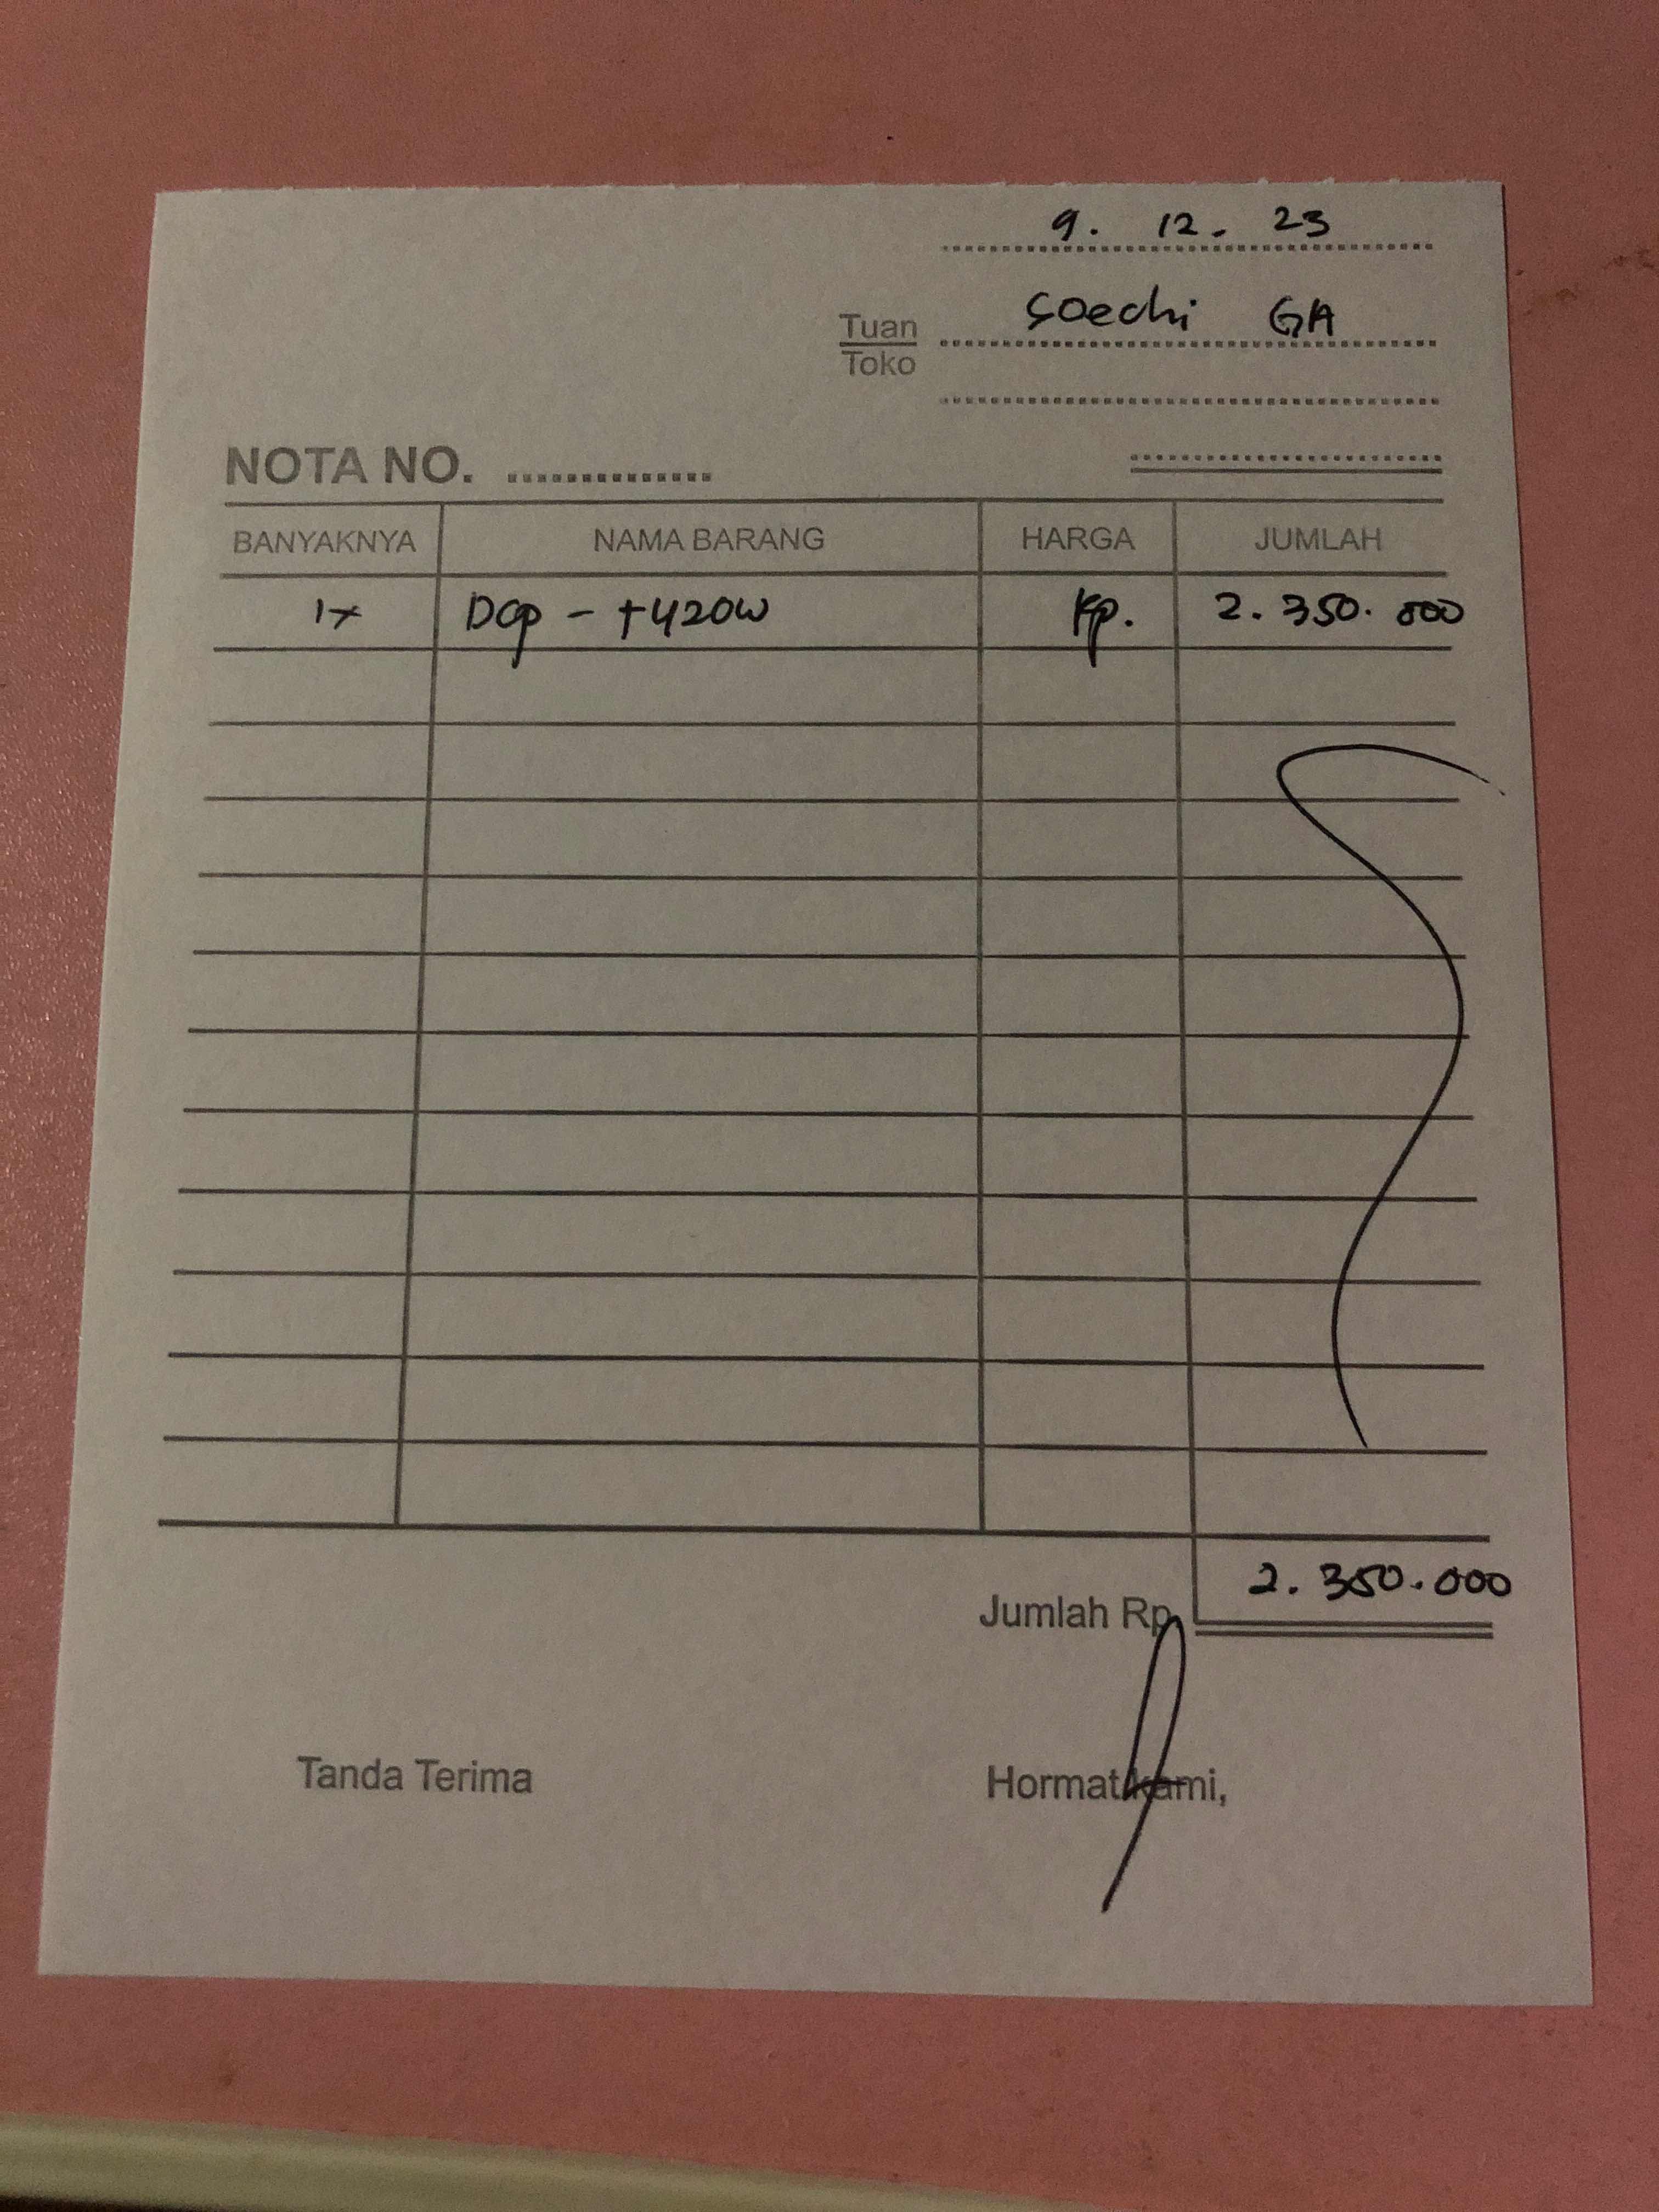 9. 12. 23
Tuan Soechi GA
Toko
NOTA NO.
BANYAKNYA NAMA BARANG HARGA JUMLAH
1x Dcp - T420W Rp. 2. 350. 000
Jumlah Rp. 2. 350.000
Tanda Terima Hormat kami,